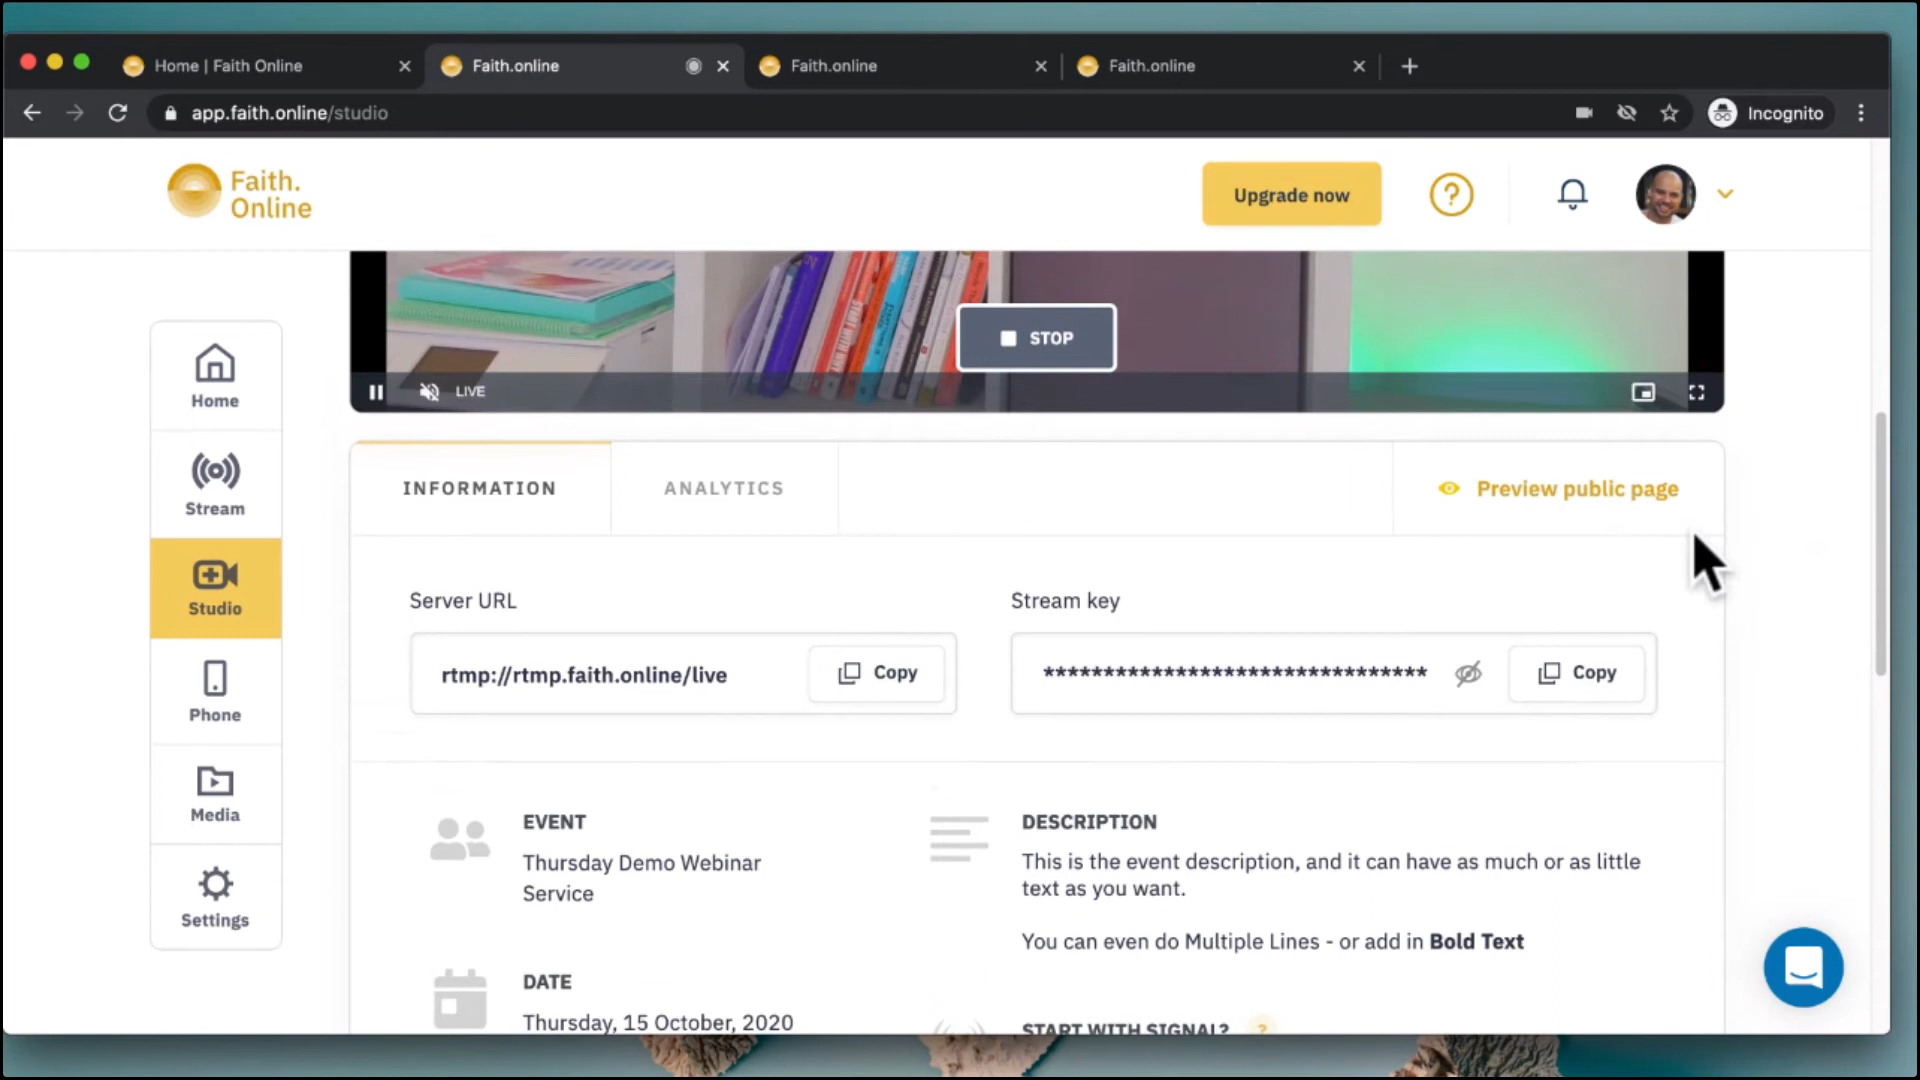 Home | Faith Online
Faith.online
Faith.online
Faith.online
app.faith.online/studio
Incognito
Faith.
Online
Upgrade now
?
STOP
LIVE
Home
Stream
Studio
Phone
Media
Settings
INFORMATION
ANALYTICS
Preview public page
Server URL
Stream key
rtmp://rtmp.faith.online/live
Copy
********************************
Copy
EVENT
Thursday Demo Webinar
Service
DESCRIPTION
This is the event description, and it can have as much or as little
text as you want.
You can even do Multiple Lines - or add in Bold Text
DATE
Thursday, 15 October, 2020
START WITH SIGNAL? ?